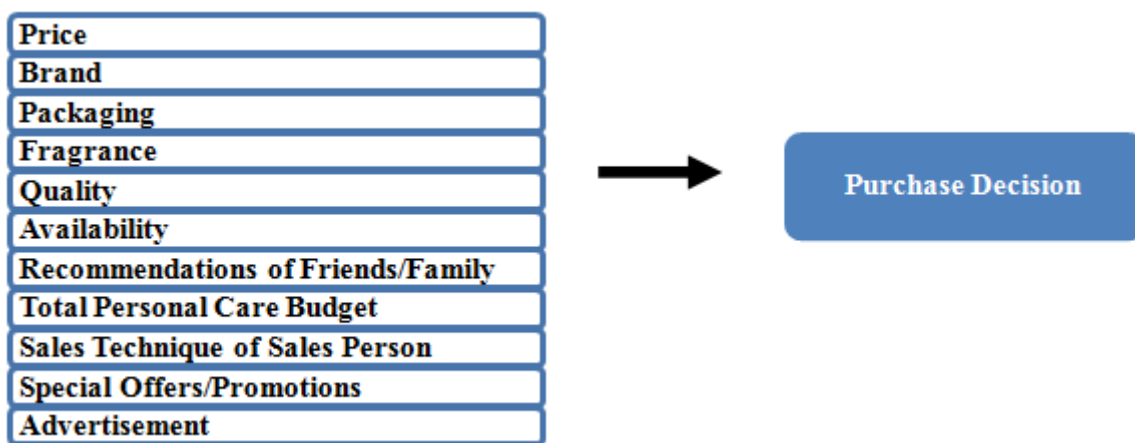 Price
Brand
Packaging
Fragrance
Quality
Availability
Recommendations of Friends/Family
Total Personal Care Budget
Sales Technique of Sales Person
Special Offers/Promotions
Advertisement
Purchase Decision